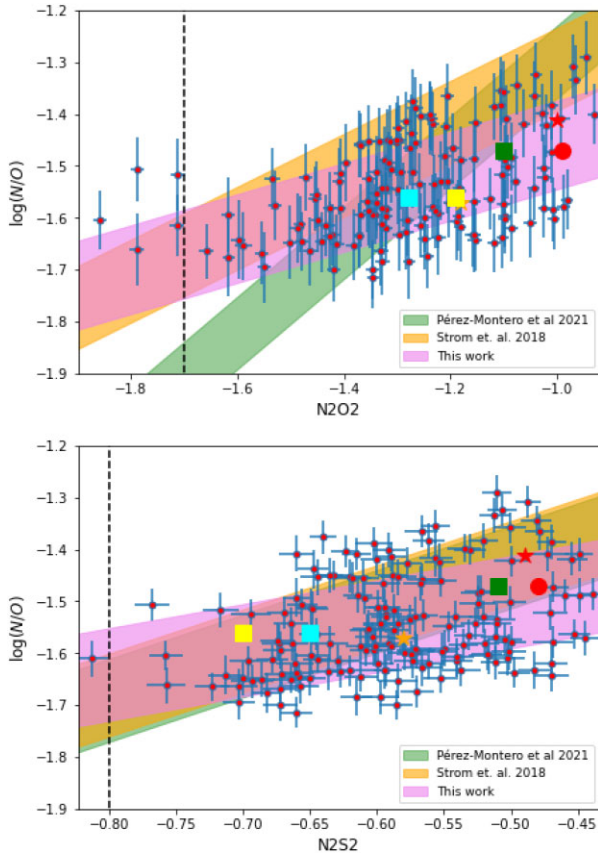 −1.2
−1.3
−1.4
−1.5
−1.6
−1.7
−1.8
−1.9
log(N/O)
Pérez-Montero et al 2021
Strom et. al. 2018
This work
−1.8 −1.6 −1.4 −1.2 −1.0
N2O2
−1.2
−1.3
−1.4
−1.5
−1.6
−1.7
−1.8
−1.9
log(N/O)
Pérez-Montero et al 2021
Strom et. al. 2018
This work
−0.80 −0.75 −0.70 −0.65 −0.60 −0.55 −0.50 −0.45
N2S2